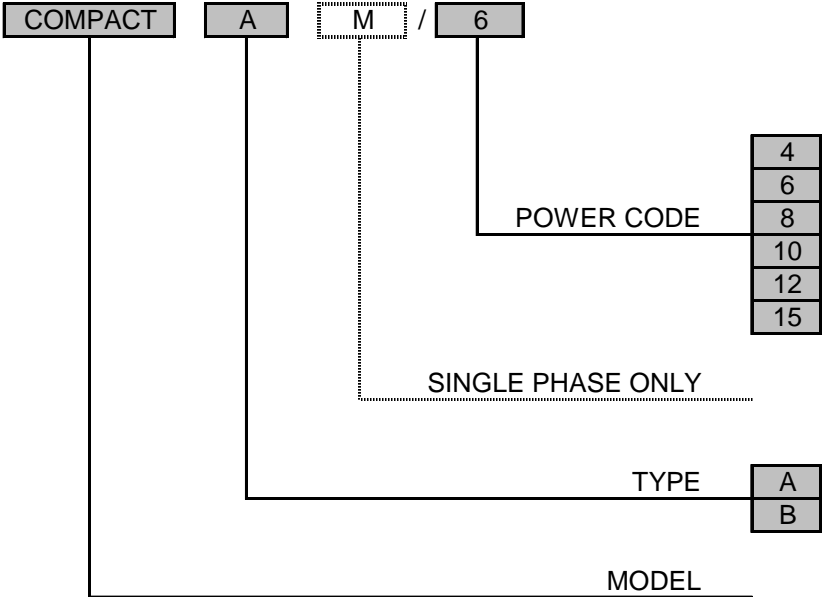 COMPACT A M / 6
4
6
POWER CODE 8
10
12
15
SINGLE PHASE ONLY
TYPE A
B
MODEL